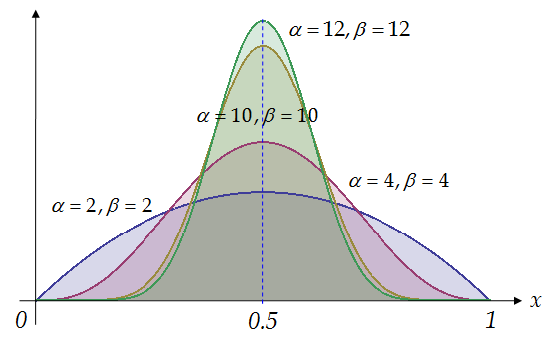 α = 12, β = 12
α = 10, β = 10
α = 4, β = 4
α = 2, β = 2
x
0 0.5 1